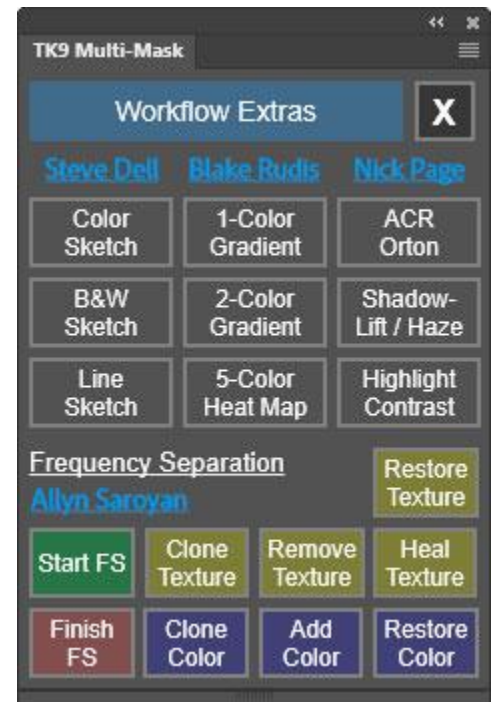 TK9 Multi-Mask
Workflow Extras
X
Steve Dell Blake Rudis Nick Page
Color Sketch
1-Color Gradient
ACR Orton
B&W Sketch
2-Color Gradient
Shadow-Lift / Haze
Line Sketch
5-Color Heat Map
Highlight Contrast
Frequency Separation
Allyn Saroyan
Restore Texture
Start FS
Clone Texture
Remove Texture
Heal Texture
Finish FS
Clone Color
Add Color
Restore Color